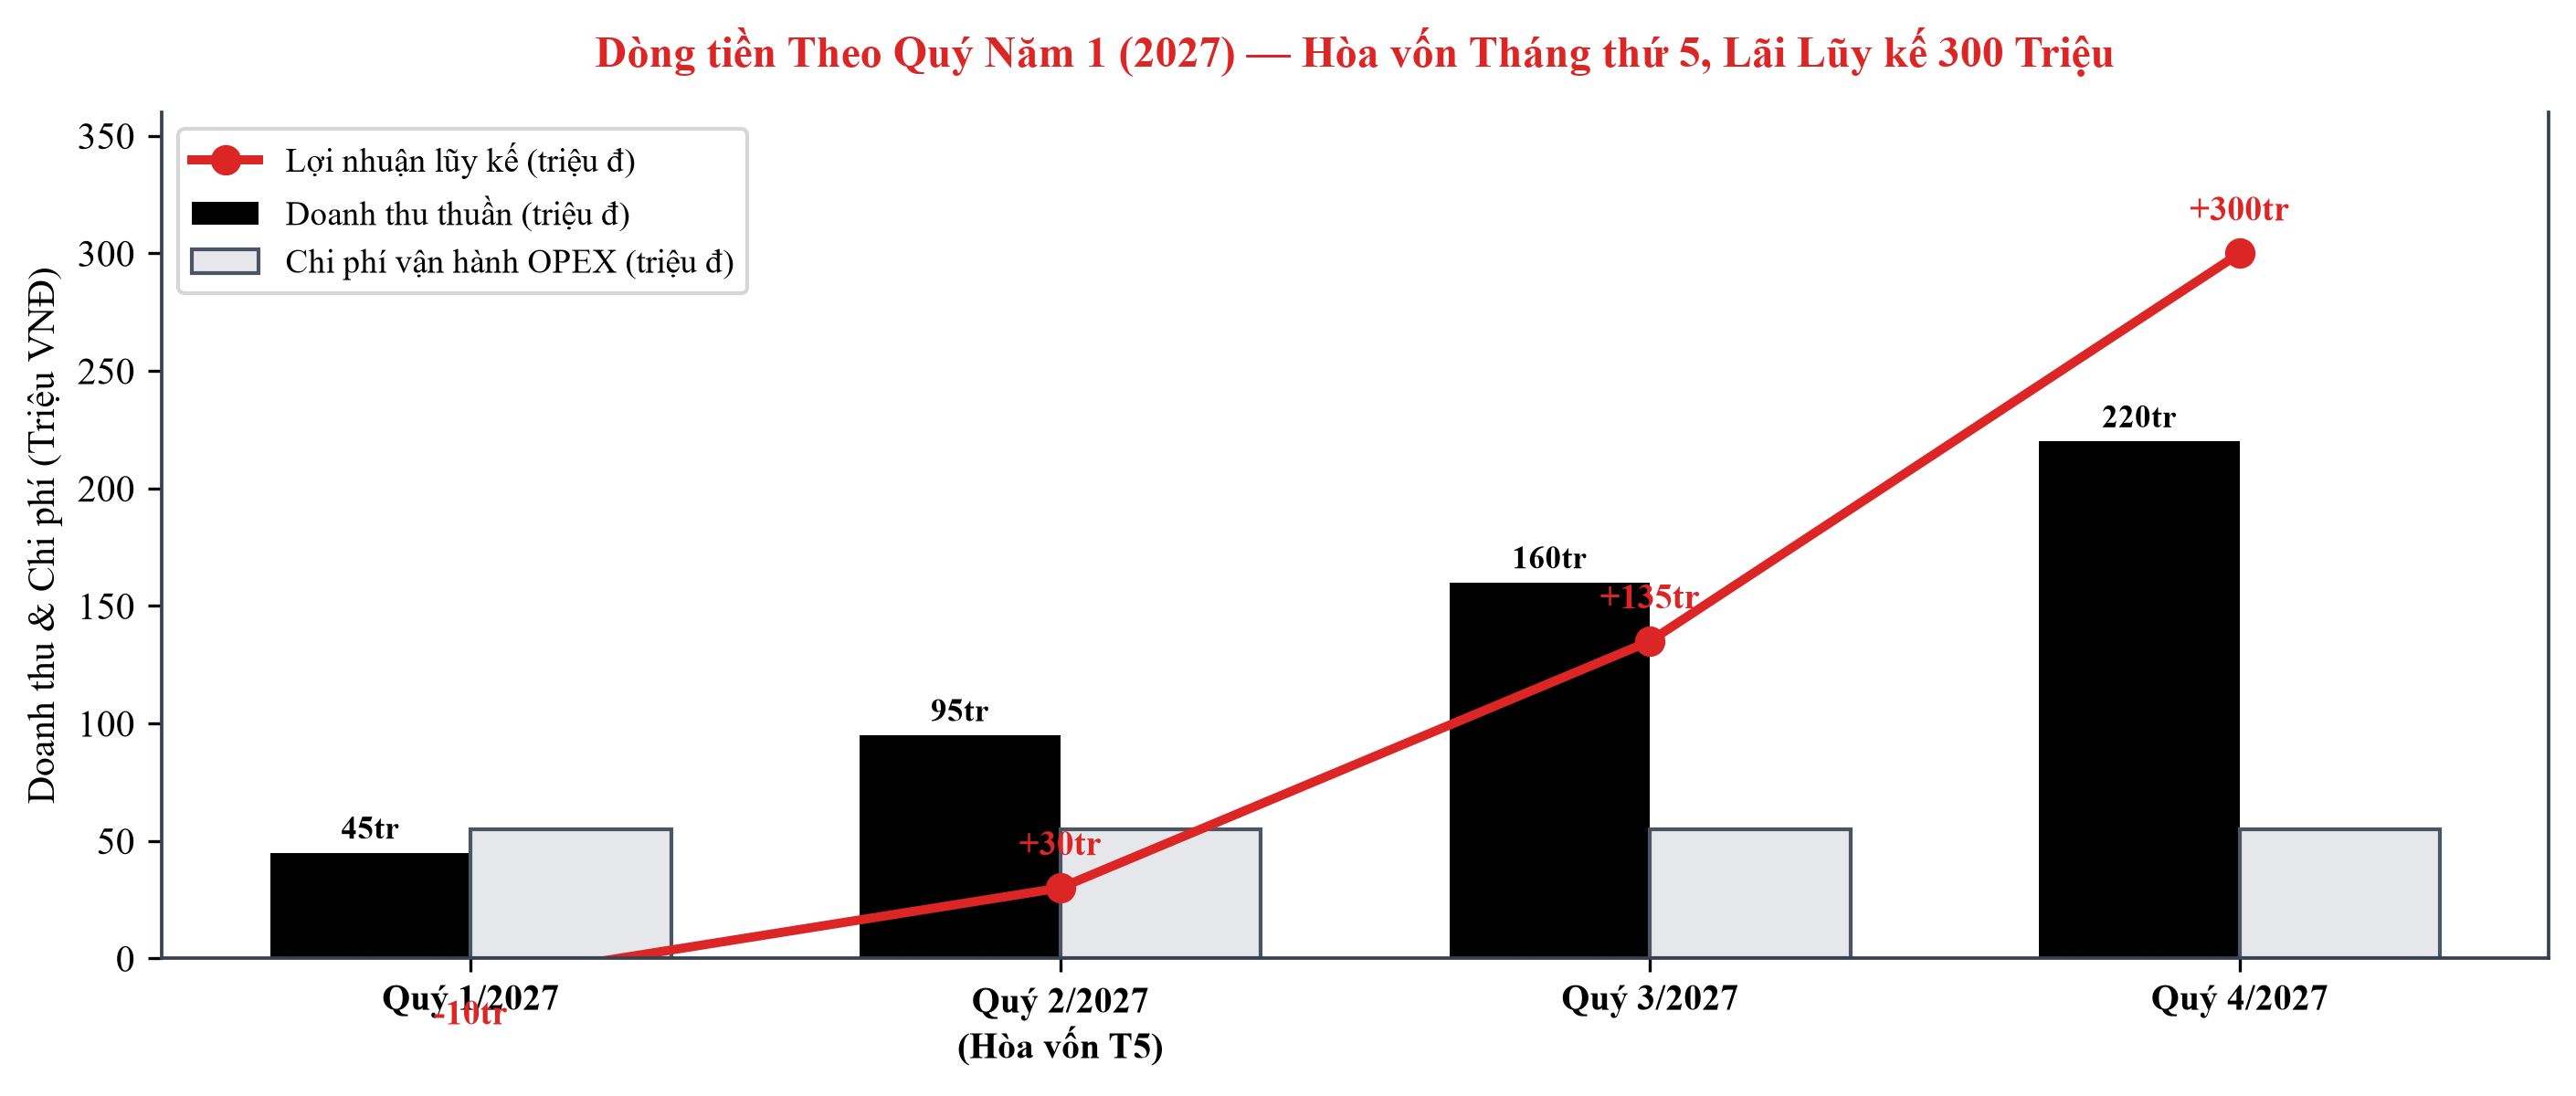 Dòng tiền Theo Quý Năm 1 (2027) — Hòa vốn Tháng thứ 5, Lãi Lũy kế 300 Triệu
Doanh thu & Chi phí (Triệu VNĐ)
350
300
250
200
150
100
50
0
Lợi nhuận lũy kế (triệu đ)
Doanh thu thuần (triệu đ)
Chi phí vận hành OPEX (triệu đ)
45tr
95tr
160tr
220tr
-10tr
+30tr
+135tr
+300tr
Quý 1/2027
Quý 2/2027
(Hòa vốn T5)
Quý 3/2027
Quý 4/2027